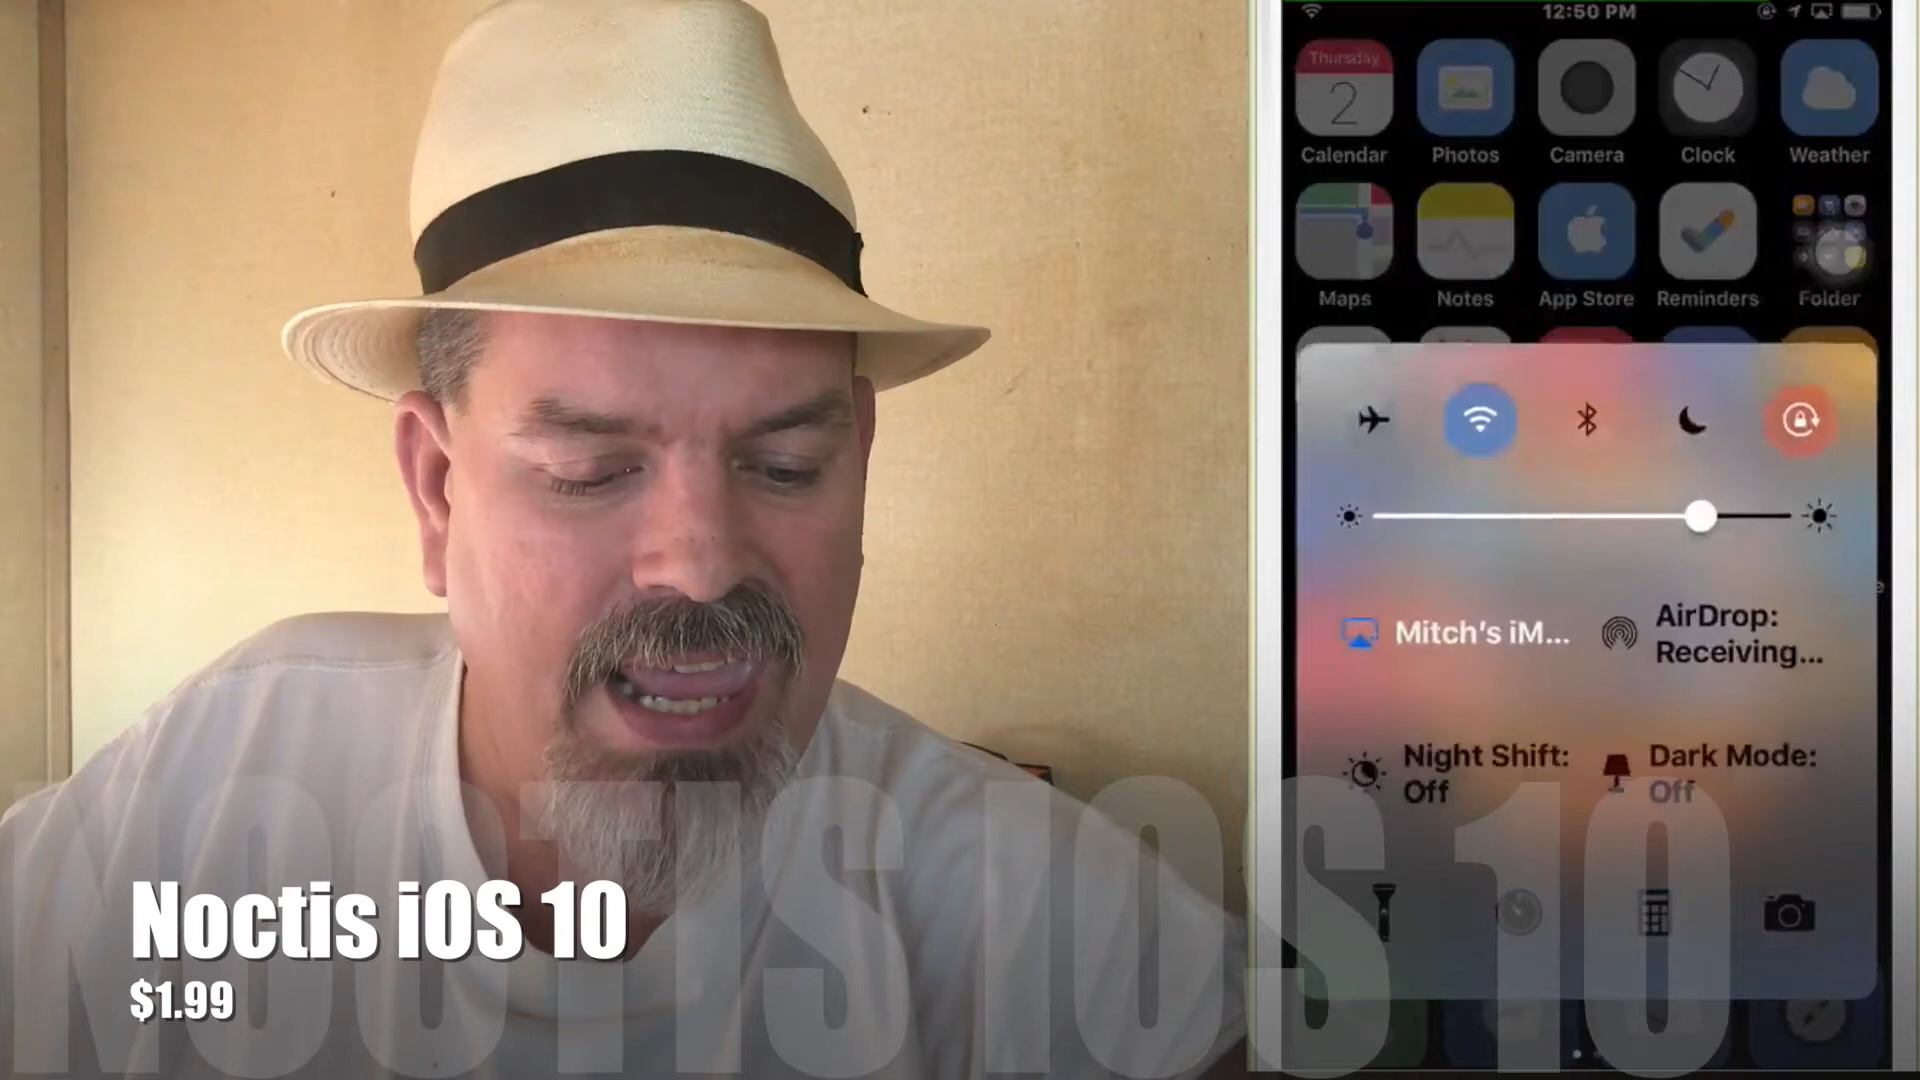 12:50 PM
Thursday
2
Calendar
Photos
Camera
Clock
Weather
Maps
Notes
App Store
Reminders
Folder
Mitch's iM...
AirDrop:
Receiving...
Night Shift:
Off
Dark Mode:
Off
NOCTIS IOS 10
Noctis iOS 10
$1.99